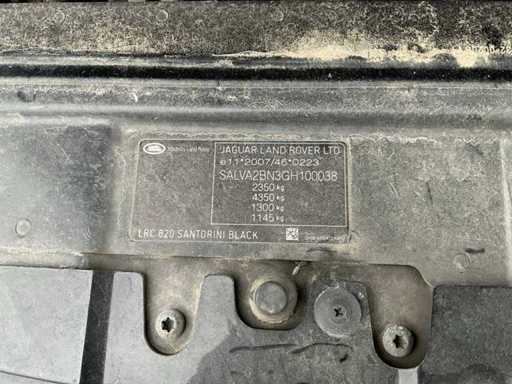 JAGUAR LAND ROVER LTD
e11*2007/46*0223
SALVA2BN3GH100038
2350 kg
4350 kg
1300 kg
1145 kg
LRC 820 SANTORINI BLACK